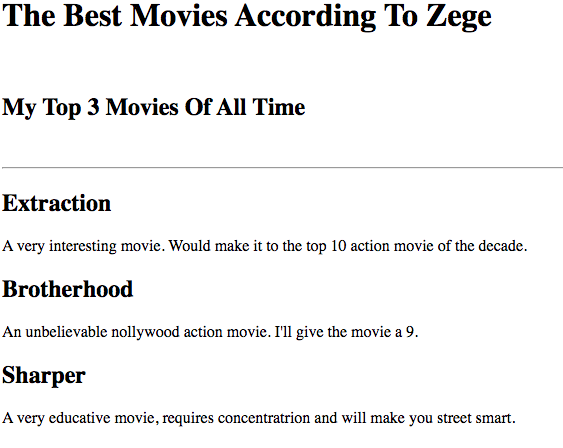 The Best Movies According To Zege
My Top 3 Movies Of All Time
Extraction
A very interesting movie. Would make it to the top 10 action movie of the decade.
Brotherhood
An unbelievable nollywood action movie. I'll give the movie a 9.
Sharper
A very educative movie, requires concentratrion and will make you street smart.